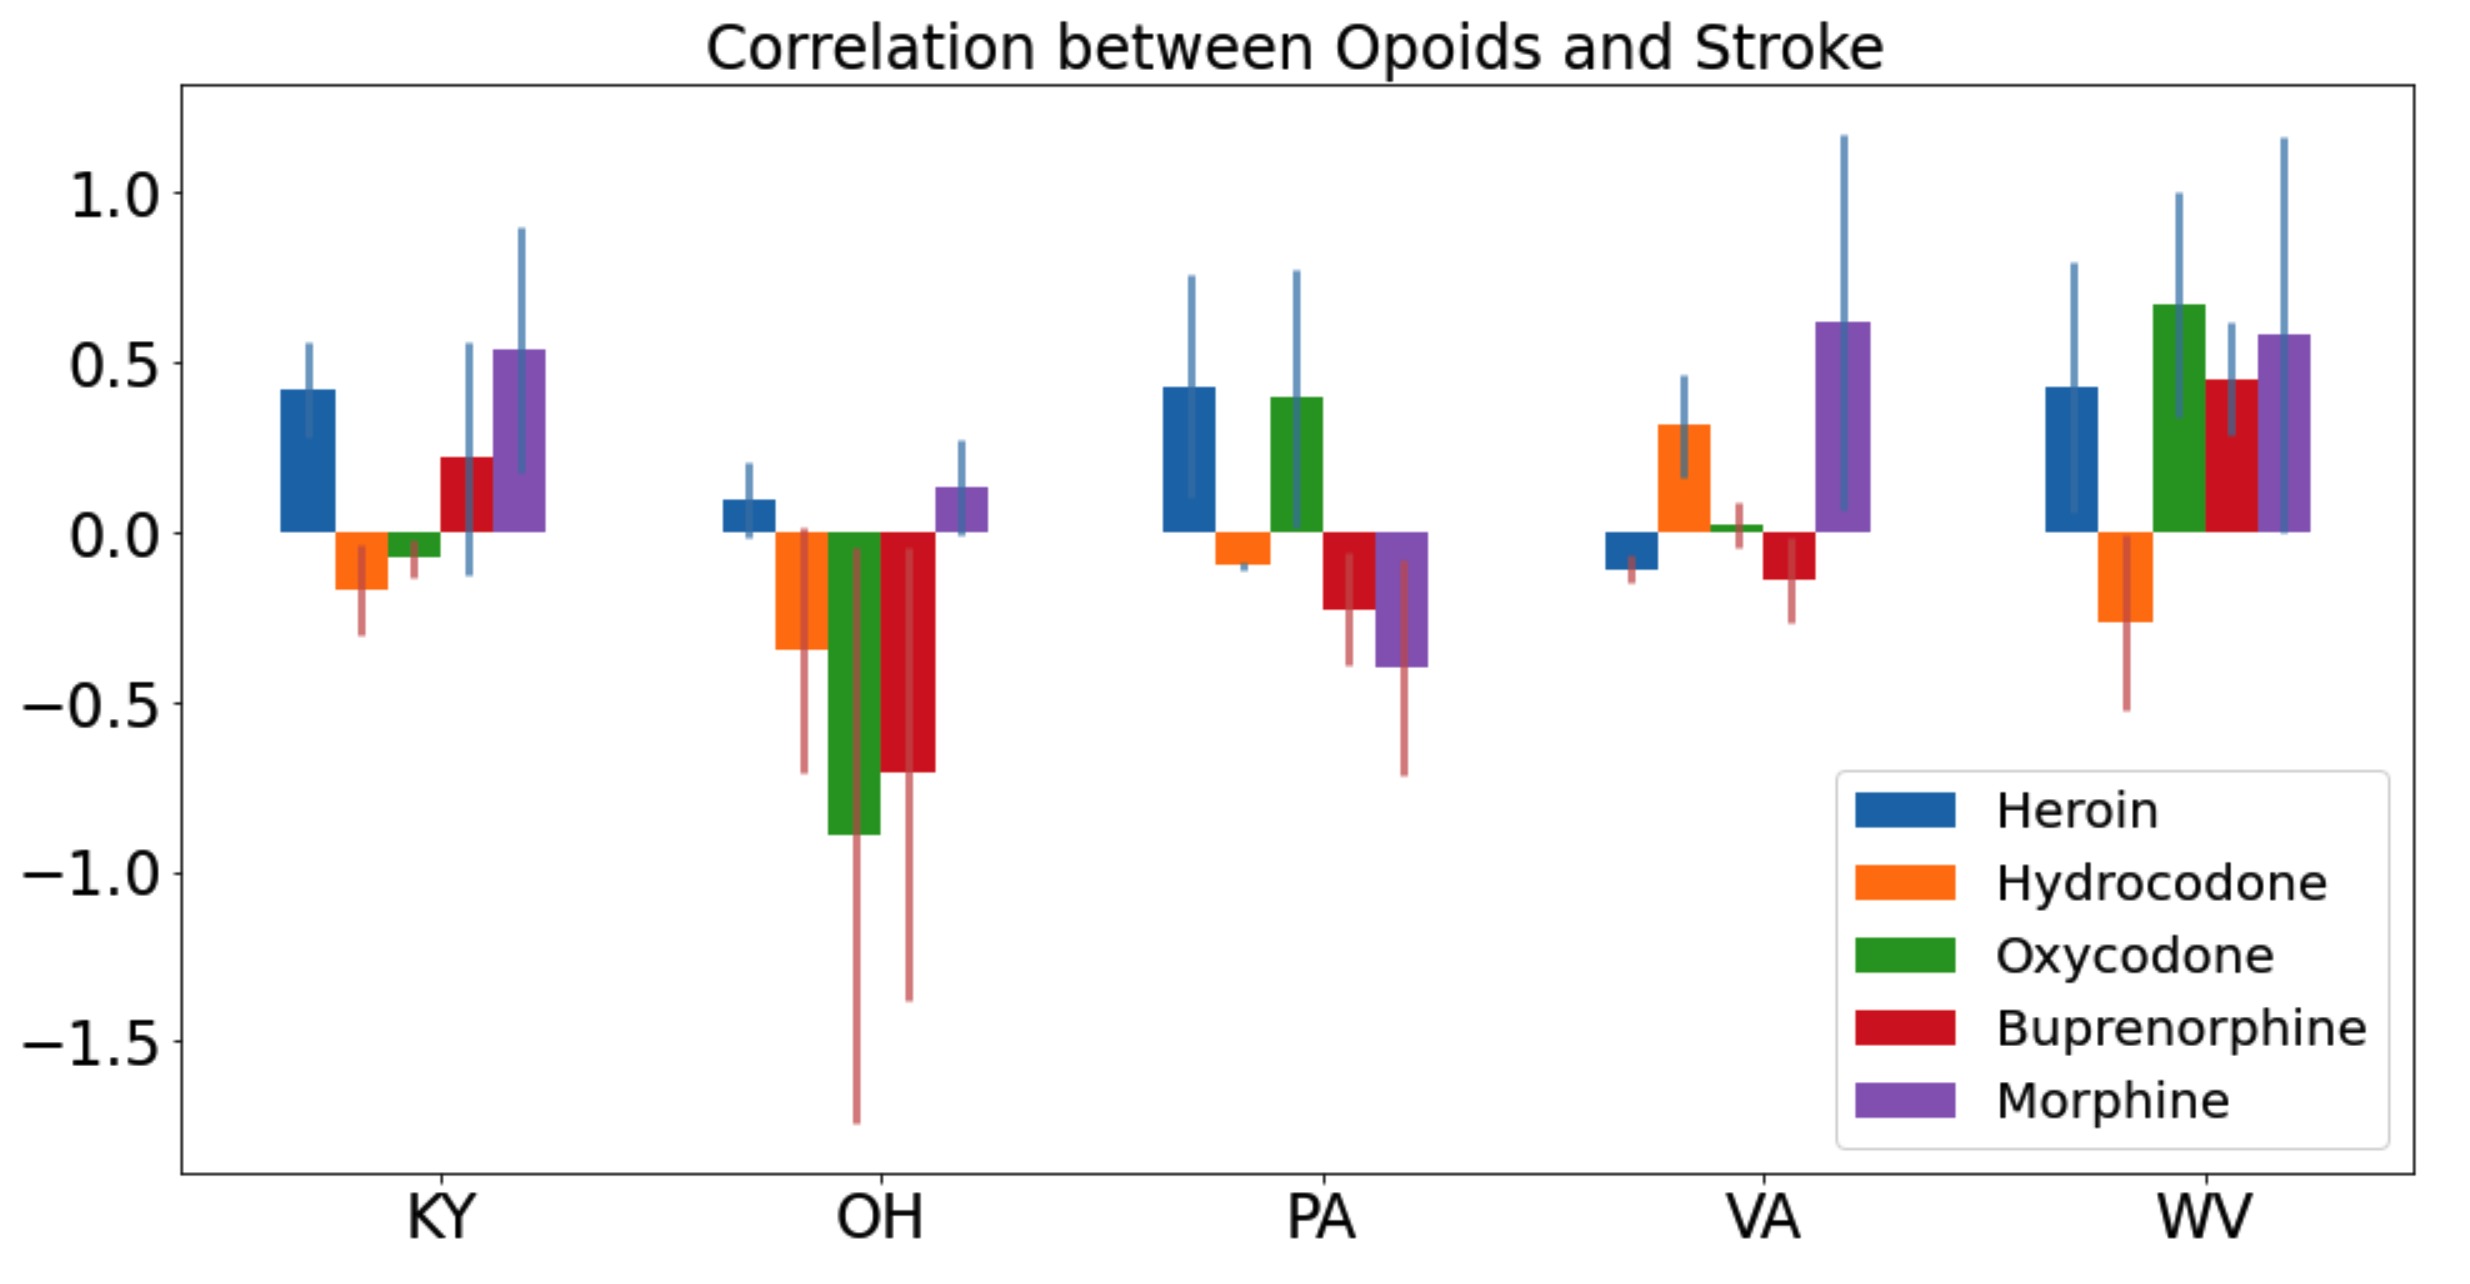 Correlation between Opoids and Stroke
1.0
0.5
0.0
−0.5
−1.0
−1.5
KY OH PA VA WV
Heroin
Hydrocodone
Oxycodone
Buprenorphine
Morphine